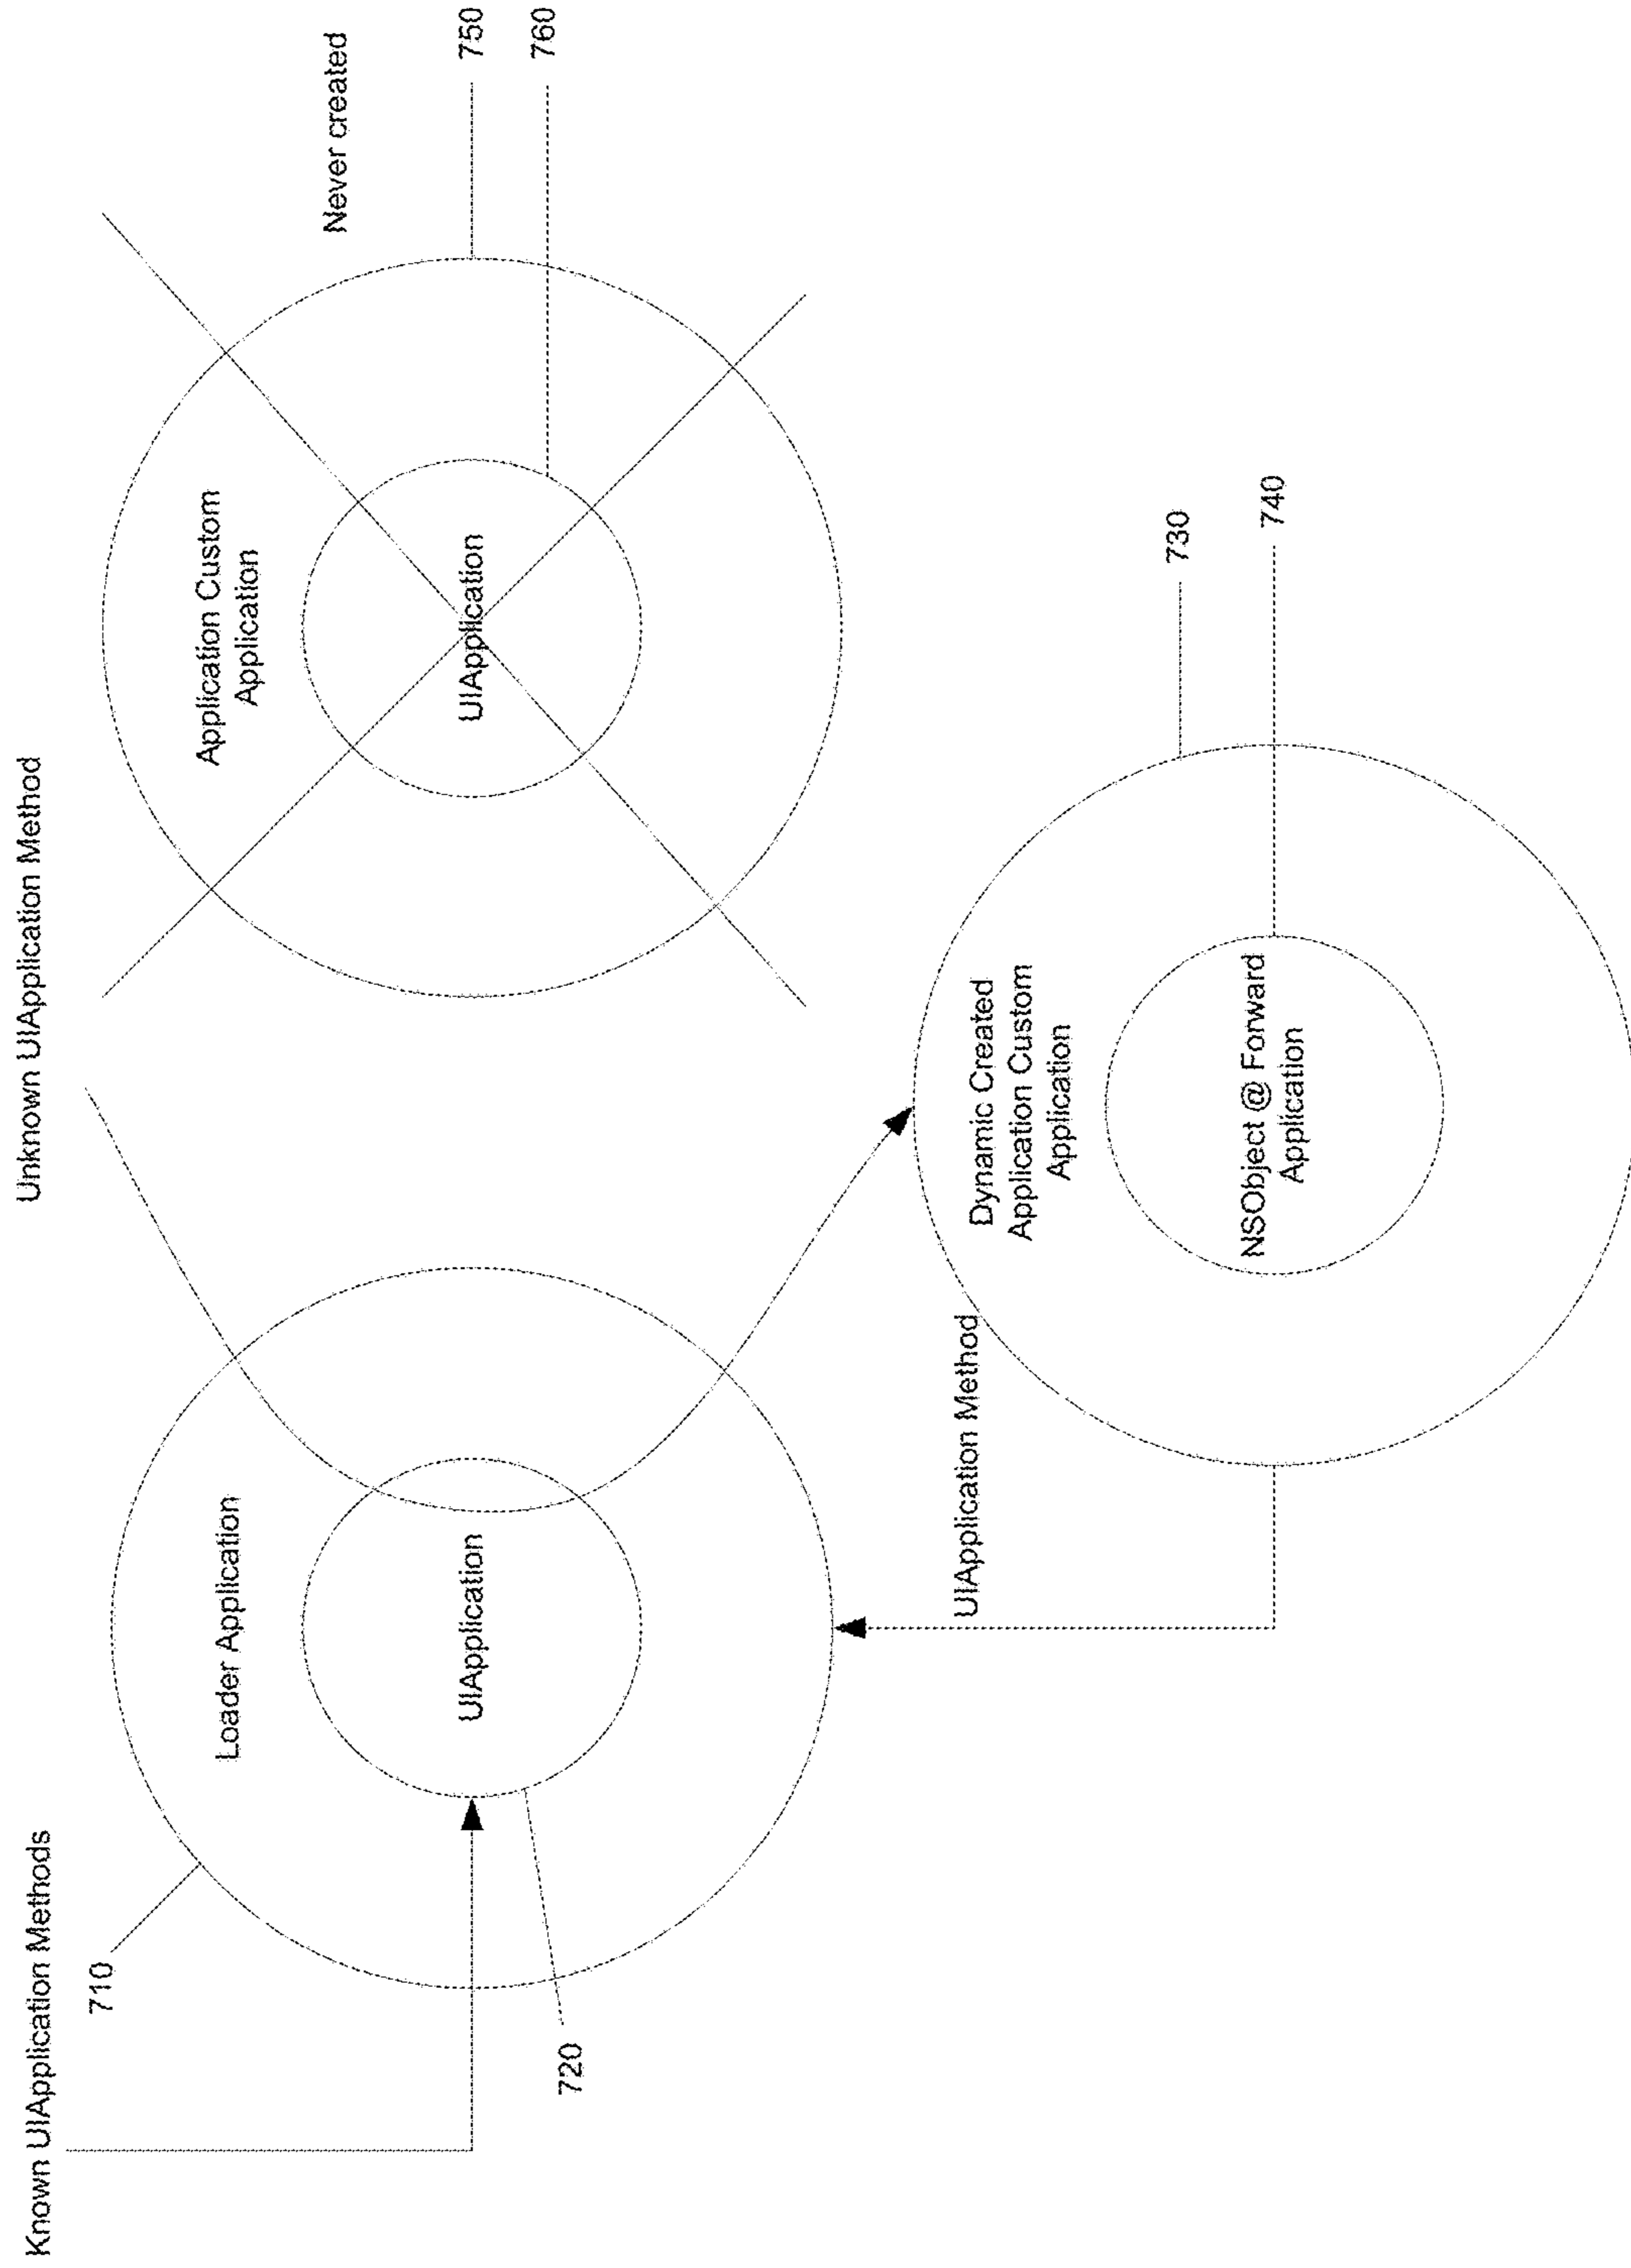 Known UIApplication Methods
Unknown UIApplication Method
710
Loader Application
UIApplication
720
Application Custom
Application
UIApplication
Never created
750
760
UIApplication Method
Dynamic Created
Application Custom
Application
NSObject @ Forward
Application
730
740